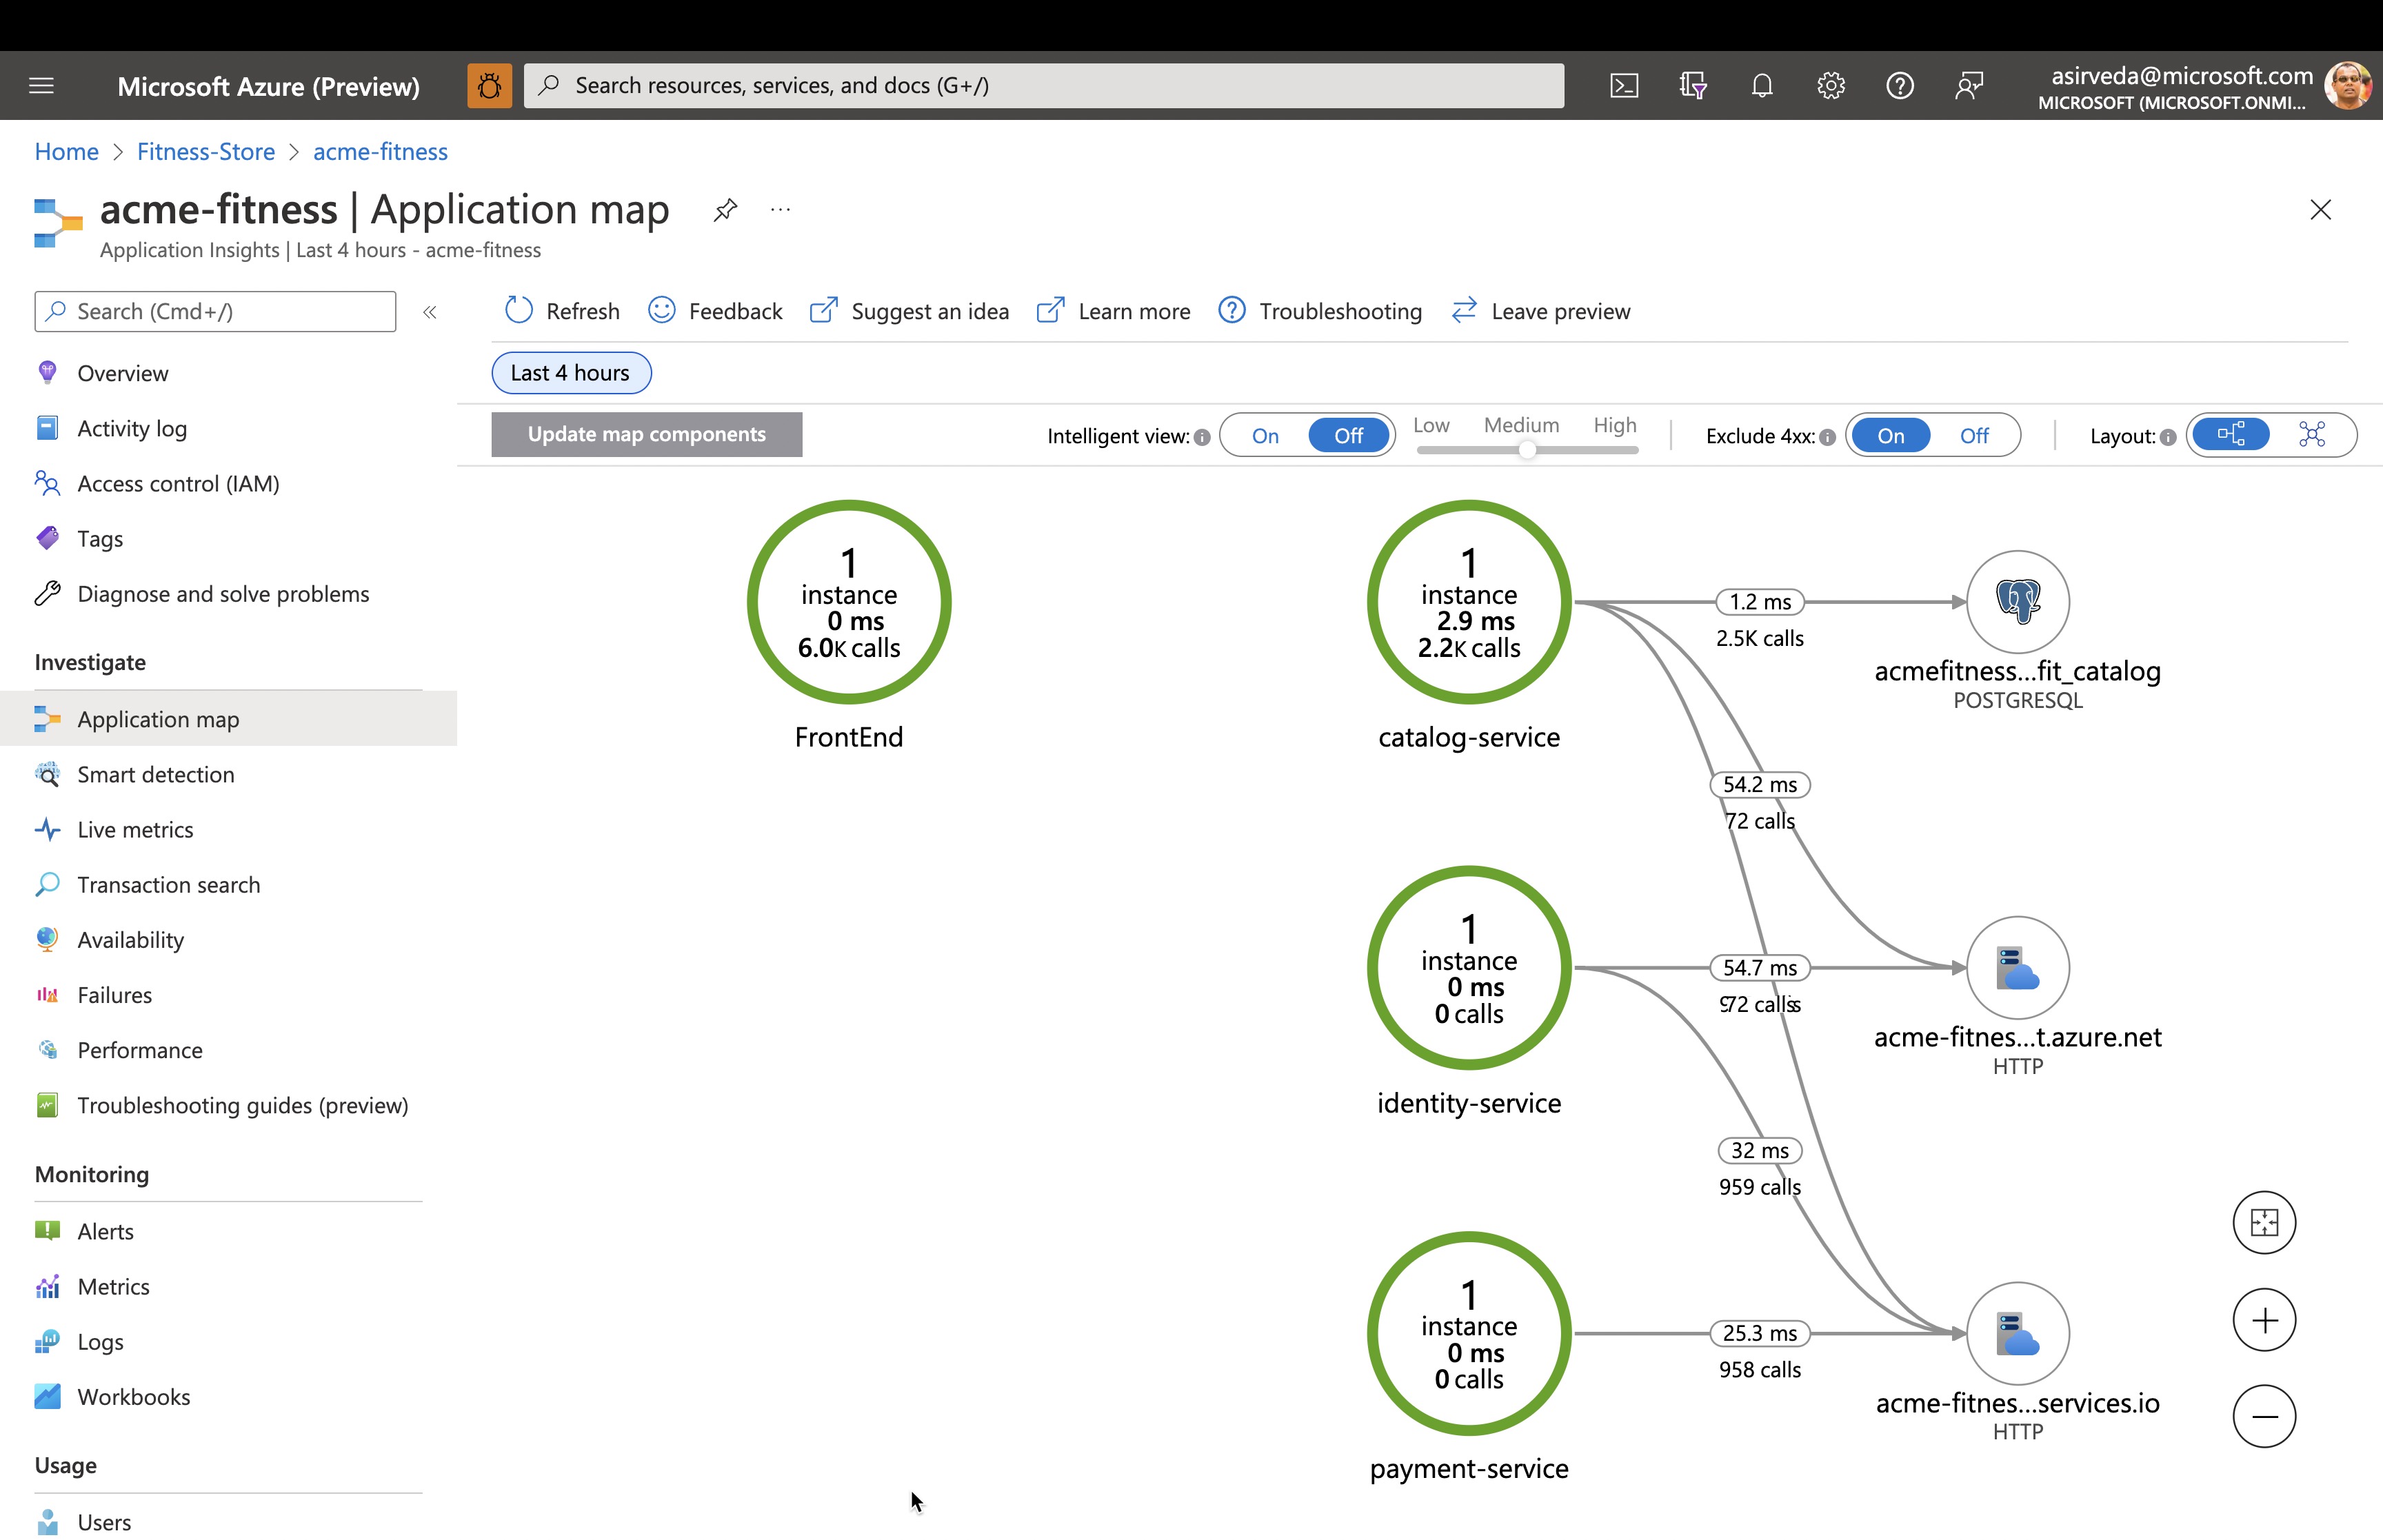 Microsoft Azure (Preview)
Search resources, services, and docs (G+/)
asirveda@microsoft.com
MICROSOFT (MICROSOFT.ONMI...
Home > Fitness-Store > acme-fitness
acme-fitness | Application map
...
Application Insights | Last 4 hours - acme-fitness
Search (Cmd+/)
«
Overview
Activity log
Access control (IAM)
Tags
Diagnose and solve problems
Investigate
Application map
Smart detection
Live metrics
Transaction search
Availability
Failures
Performance
Troubleshooting guides (preview)
Monitoring
Alerts
Metrics
Logs
Workbooks
Usage
Users
Refresh
Feedback
Suggest an idea
Learn more
Troubleshooting
Leave preview
Last 4 hours
Update map components
Intelligent view: On Off
Low Medium High
Exclude 4xx: On Off
Layout:
1
instance
0 ms
6.0K calls
FrontEnd
1
instance
2.9 ms
2.2K calls
catalog-service
1.2 ms
2.5K calls
acmefitness...fit_catalog
POSTGRESQL
54.2 ms
72 calls
1
instance
0 ms
0 calls
identity-service
54.7 ms
72 calls
acme-fitnes...t.azure.net
HTTP
32 ms
959 calls
1
instance
0 ms
0 calls
payment-service
25.3 ms
958 calls
acme-fitnes...services.io
HTTP